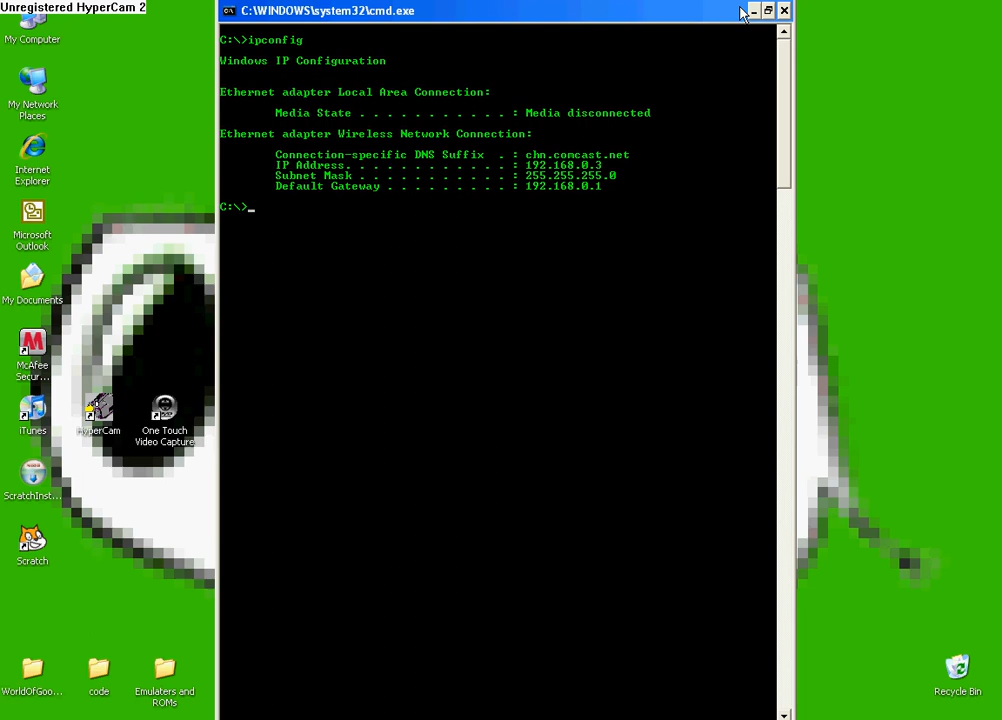 Unregistered HyperCam 2
C:\WINDOWS\system32\cmd.exe
C:\>ipconfig
Windows IP Configuration
Ethernet adapter Local Area Connection:
Media State . . . . . . . . . . . : Media disconnected
Ethernet adapter Wireless Network Connection:
Connection-specific DNS Suffix  . : chn.comcast.net
IP Address. . . . . . . . . . . . : 192.168.0.3
Subnet Mask . . . . . . . . . . . : 255.255.255.0
Default Gateway . . . . . . . . . : 192.168.0.1
C:\>_
My Computer
My Network
Places
Internet
Explorer
Microsoft
Outlook
My Documents
McAfee
Secur...
iTunes
HyperCam
One Touch
Video Capture
ScratchInst...
Scratch
WorldOfGoo...
code
Emulaters and
ROMs
Recycle Bin